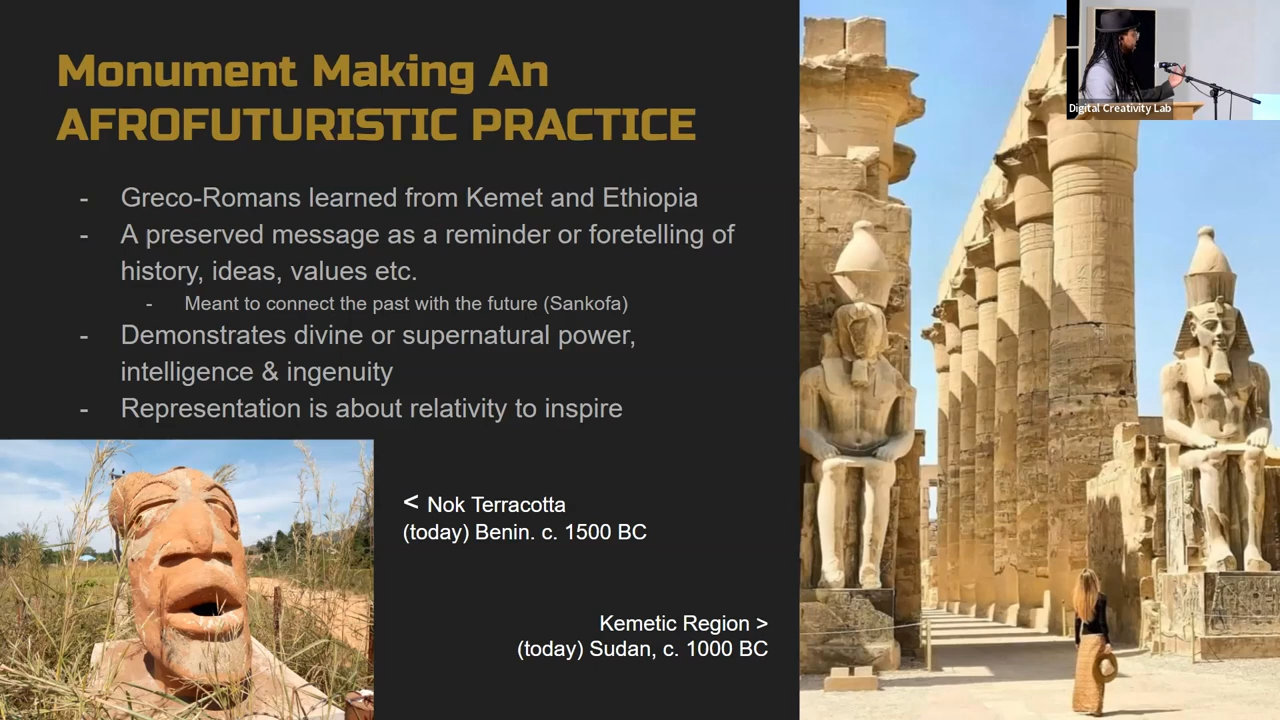 Monument Making An
AFROFUTURISTIC PRACTICE
- Greco-Romans learned from Kemet and Ethiopia
- A preserved message as a reminder or foretelling of
history, ideas, values etc.
- Meant to connect the past with the future (Sankofa)
- Demonstrates divine or supernatural power,
intelligence & ingenuity
- Representation is about relativity to inspire
< Nok Terracotta
(today) Benin. c. 1500 BC
Kemetic Region >
(today) Sudan, c. 1000 BC
Digital Creativity Lab